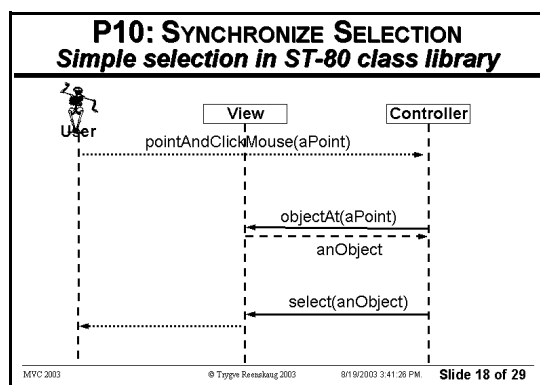 P10: SYNCHRONIZE SELECTION
Simple selection in ST-80 class library
User
View
Controller
pointAndClickMouse(aPoint)
objectAt(aPoint)
anObject
select(anObject)
MVC 2003
© Trygve Reenskaug 2003
8/19/2003 3:41:26 PM.
Slide 18 of 29